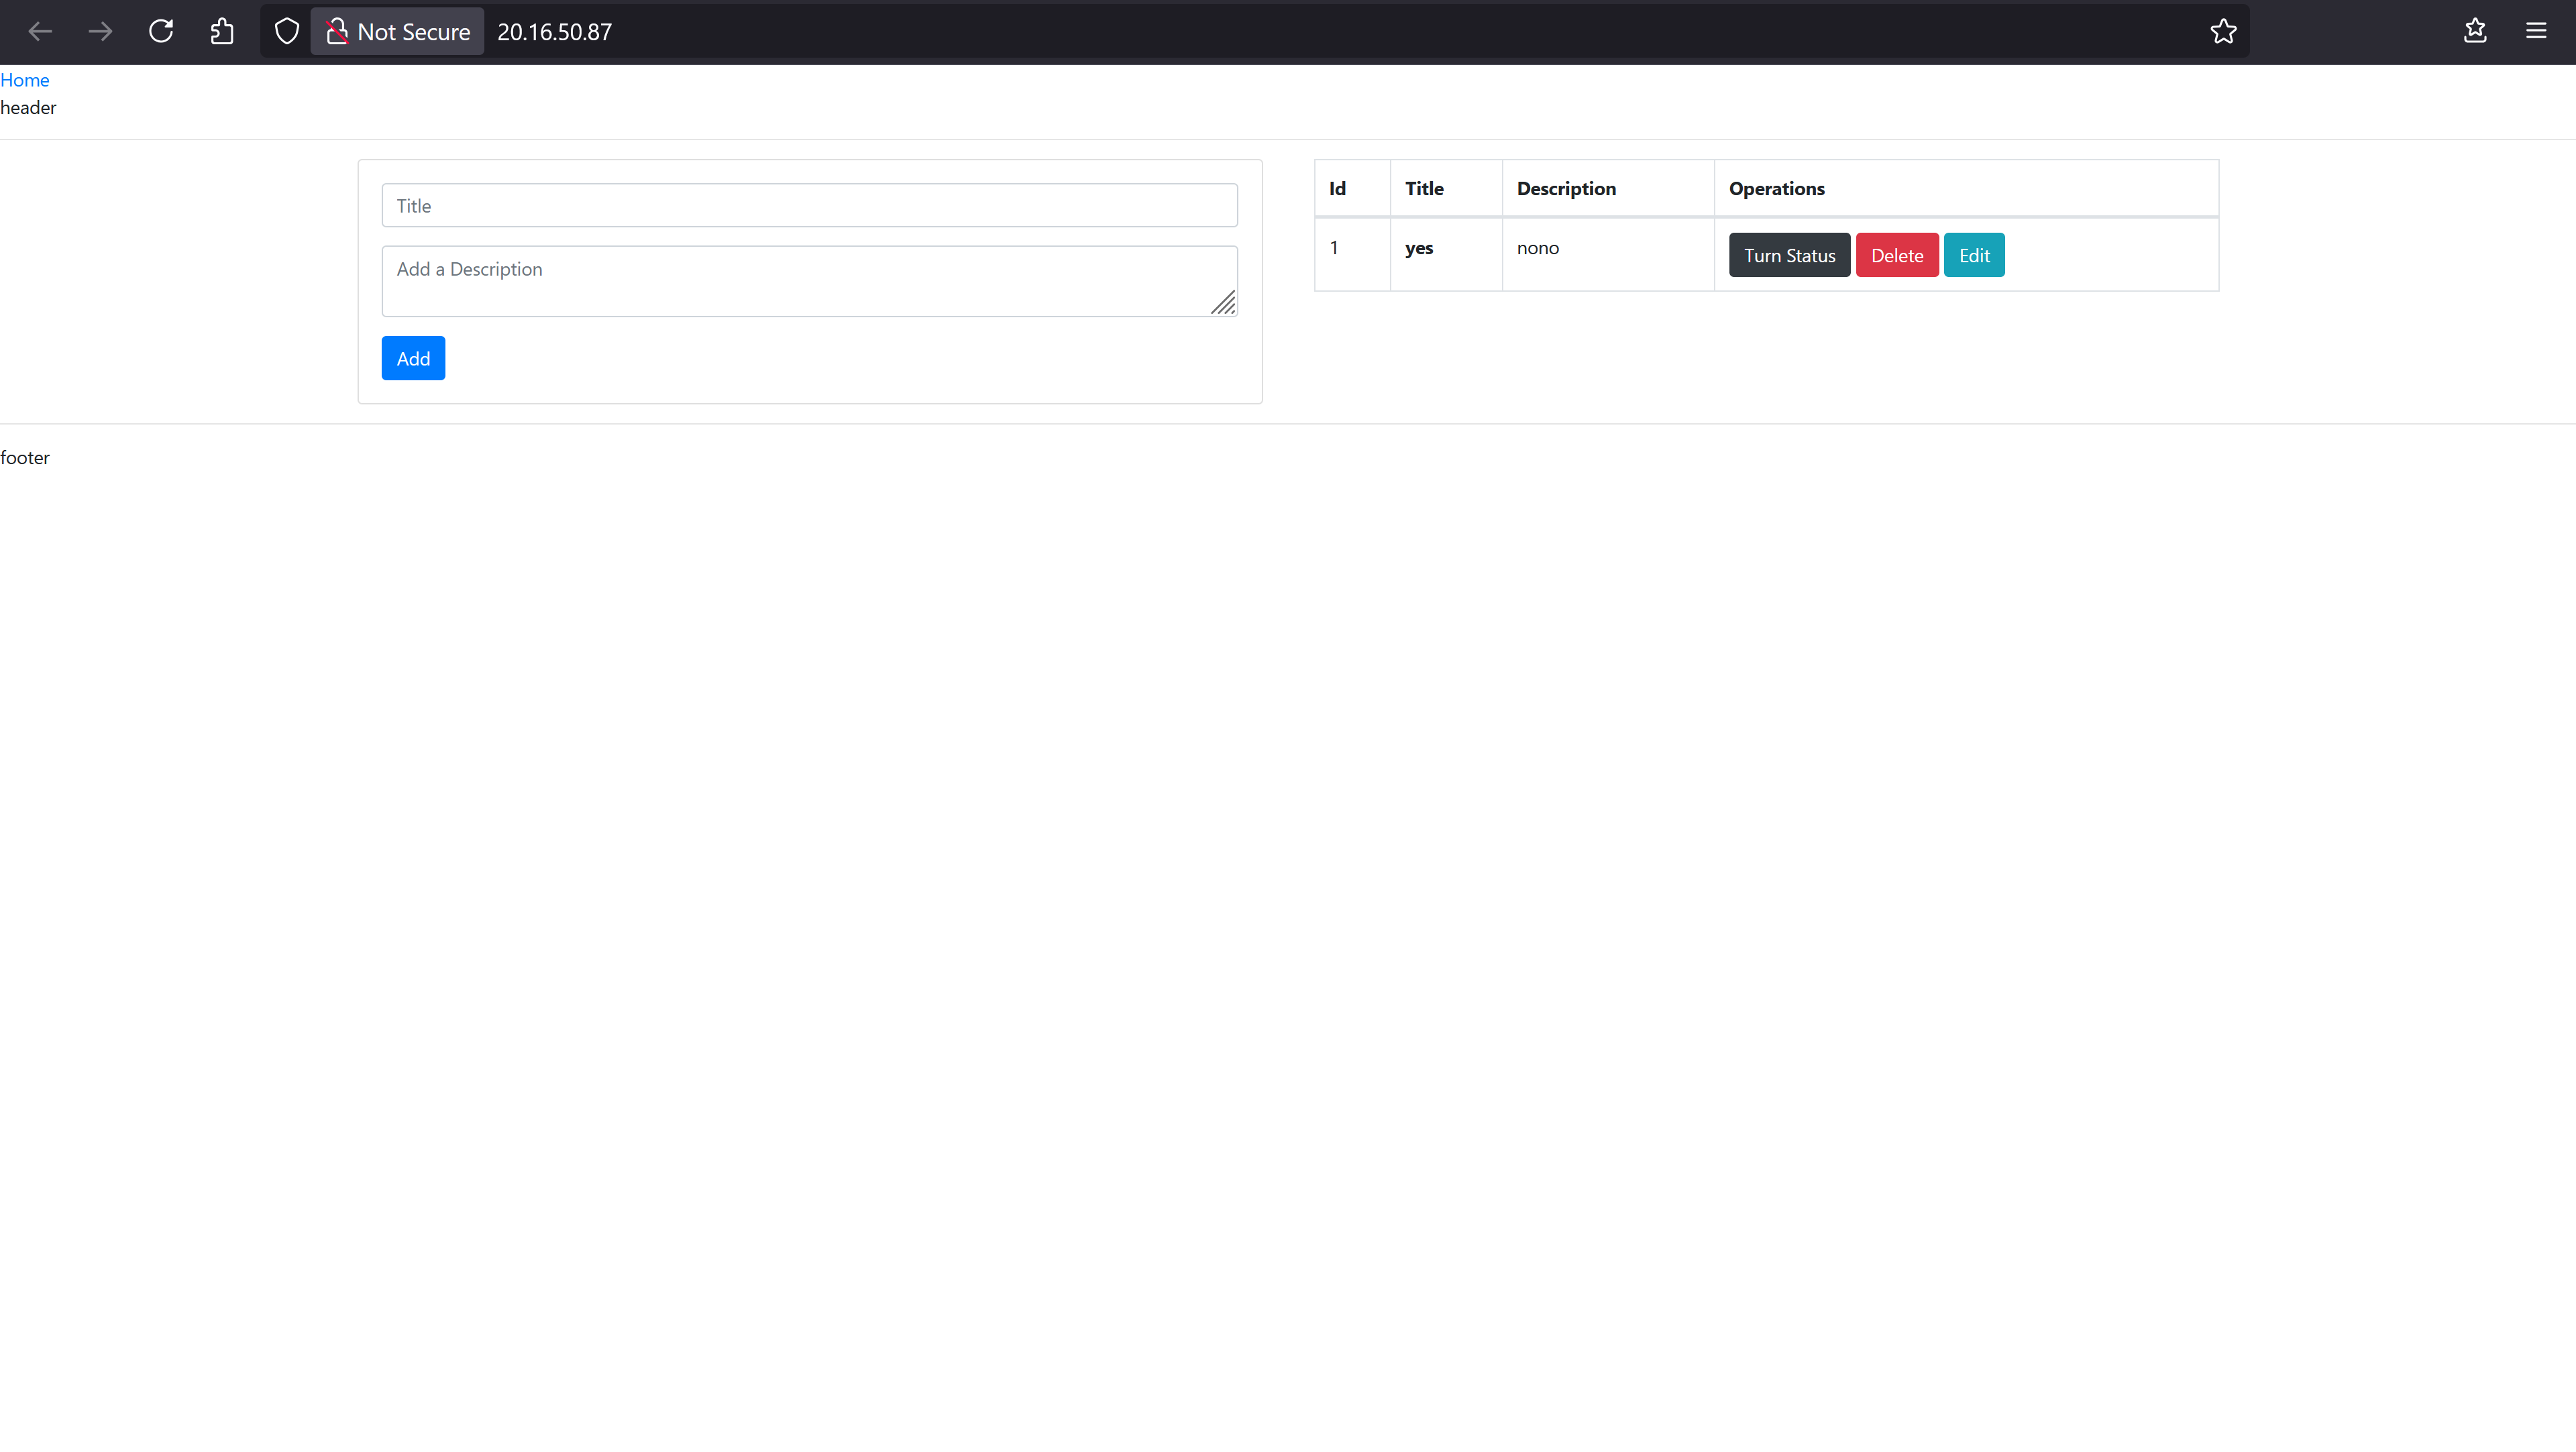 Not Secure 20.16.50.87
Home
header
Title
Add a Description
Add
Id Title Description Operations
1 yes nono Turn Status Delete Edit
footer